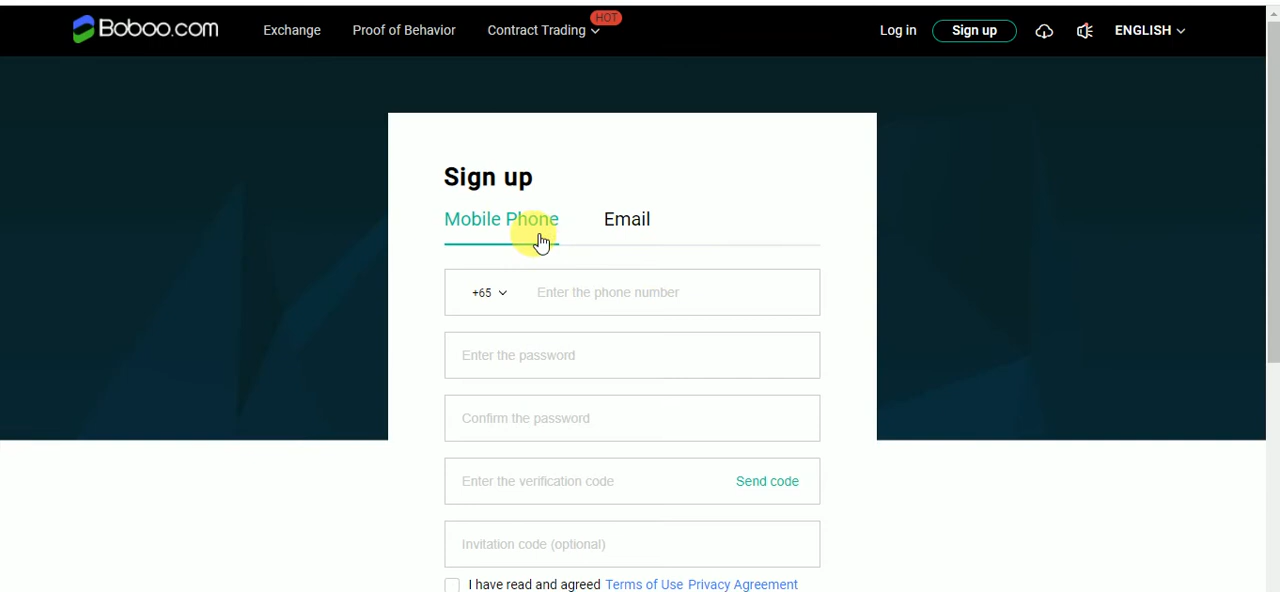 Boboo.com Exchange Proof of Behavior Contract Trading HOT Log in Sign up ENGLISH
Sign up
Mobile Phone Email
+65 Enter the phone number
Enter the password
Confirm the password
Enter the verification code Send code
Invitation code (optional)
I have read and agreed Terms of Use Privacy Agreement